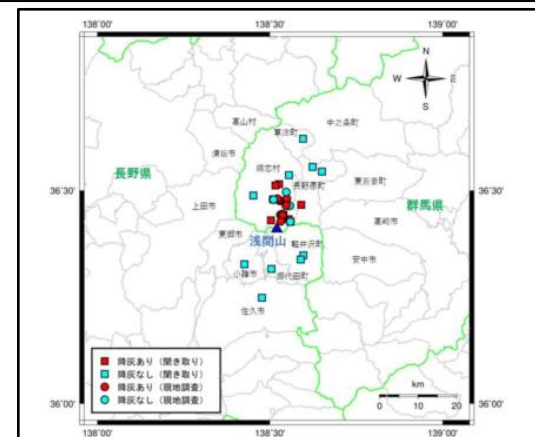 138°00' 138°30' 139°00'
N
W E
S
高山村
草津町
中之条町
須坂市
嬬恋村
長野原町
東吾妻町
長野県
36°30' 36°30'
群馬県
上田市
高崎市
東御市
浅間山
軽井沢町
安中市
小諸市
御代田町
佐久市
降灰あり（聞き取り）
降灰なし（聞き取り）
降灰あり（現地調査）
降灰なし（現地調査）
km
0 10 20
36°00' 36°00'
138°00' 138°30' 139°00'